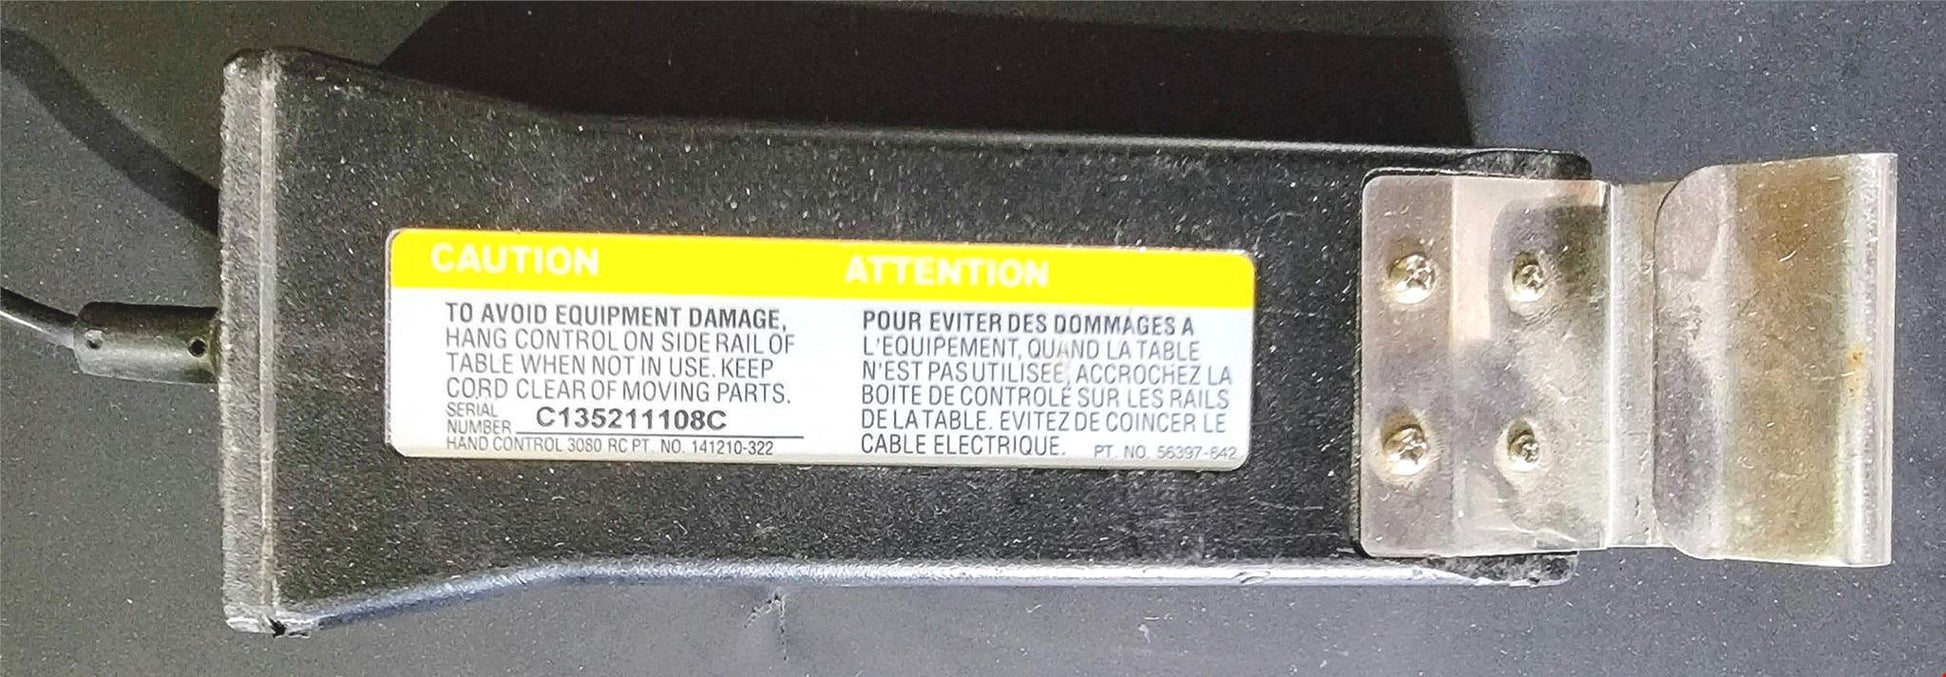 CAUTION
TO AVOID EQUIPMENT DAMAGE,
HANG CONTROL ON SIDE RAIL OF
TABLE WHEN NOT IN USE. KEEP
CORD CLEAR OF MOVING PARTS.
SERIAL
NUMBER C135211108C
HAND CONTROL 3080 RC PT. NO. 141210-322
ATTENTION
POUR EVITER DES DOMMAGES A
L'EQUIPEMENT, QUAND LA TABLE
N'EST PAS UTILISEE, ACCROCHEZ LA
BOITE DE CONTROLE SUR LES RAILS
DE LA TABLE. EVITEZ DE COINCER LE
CABLE ELECTRIQUE.
PT. NO. 56397-642